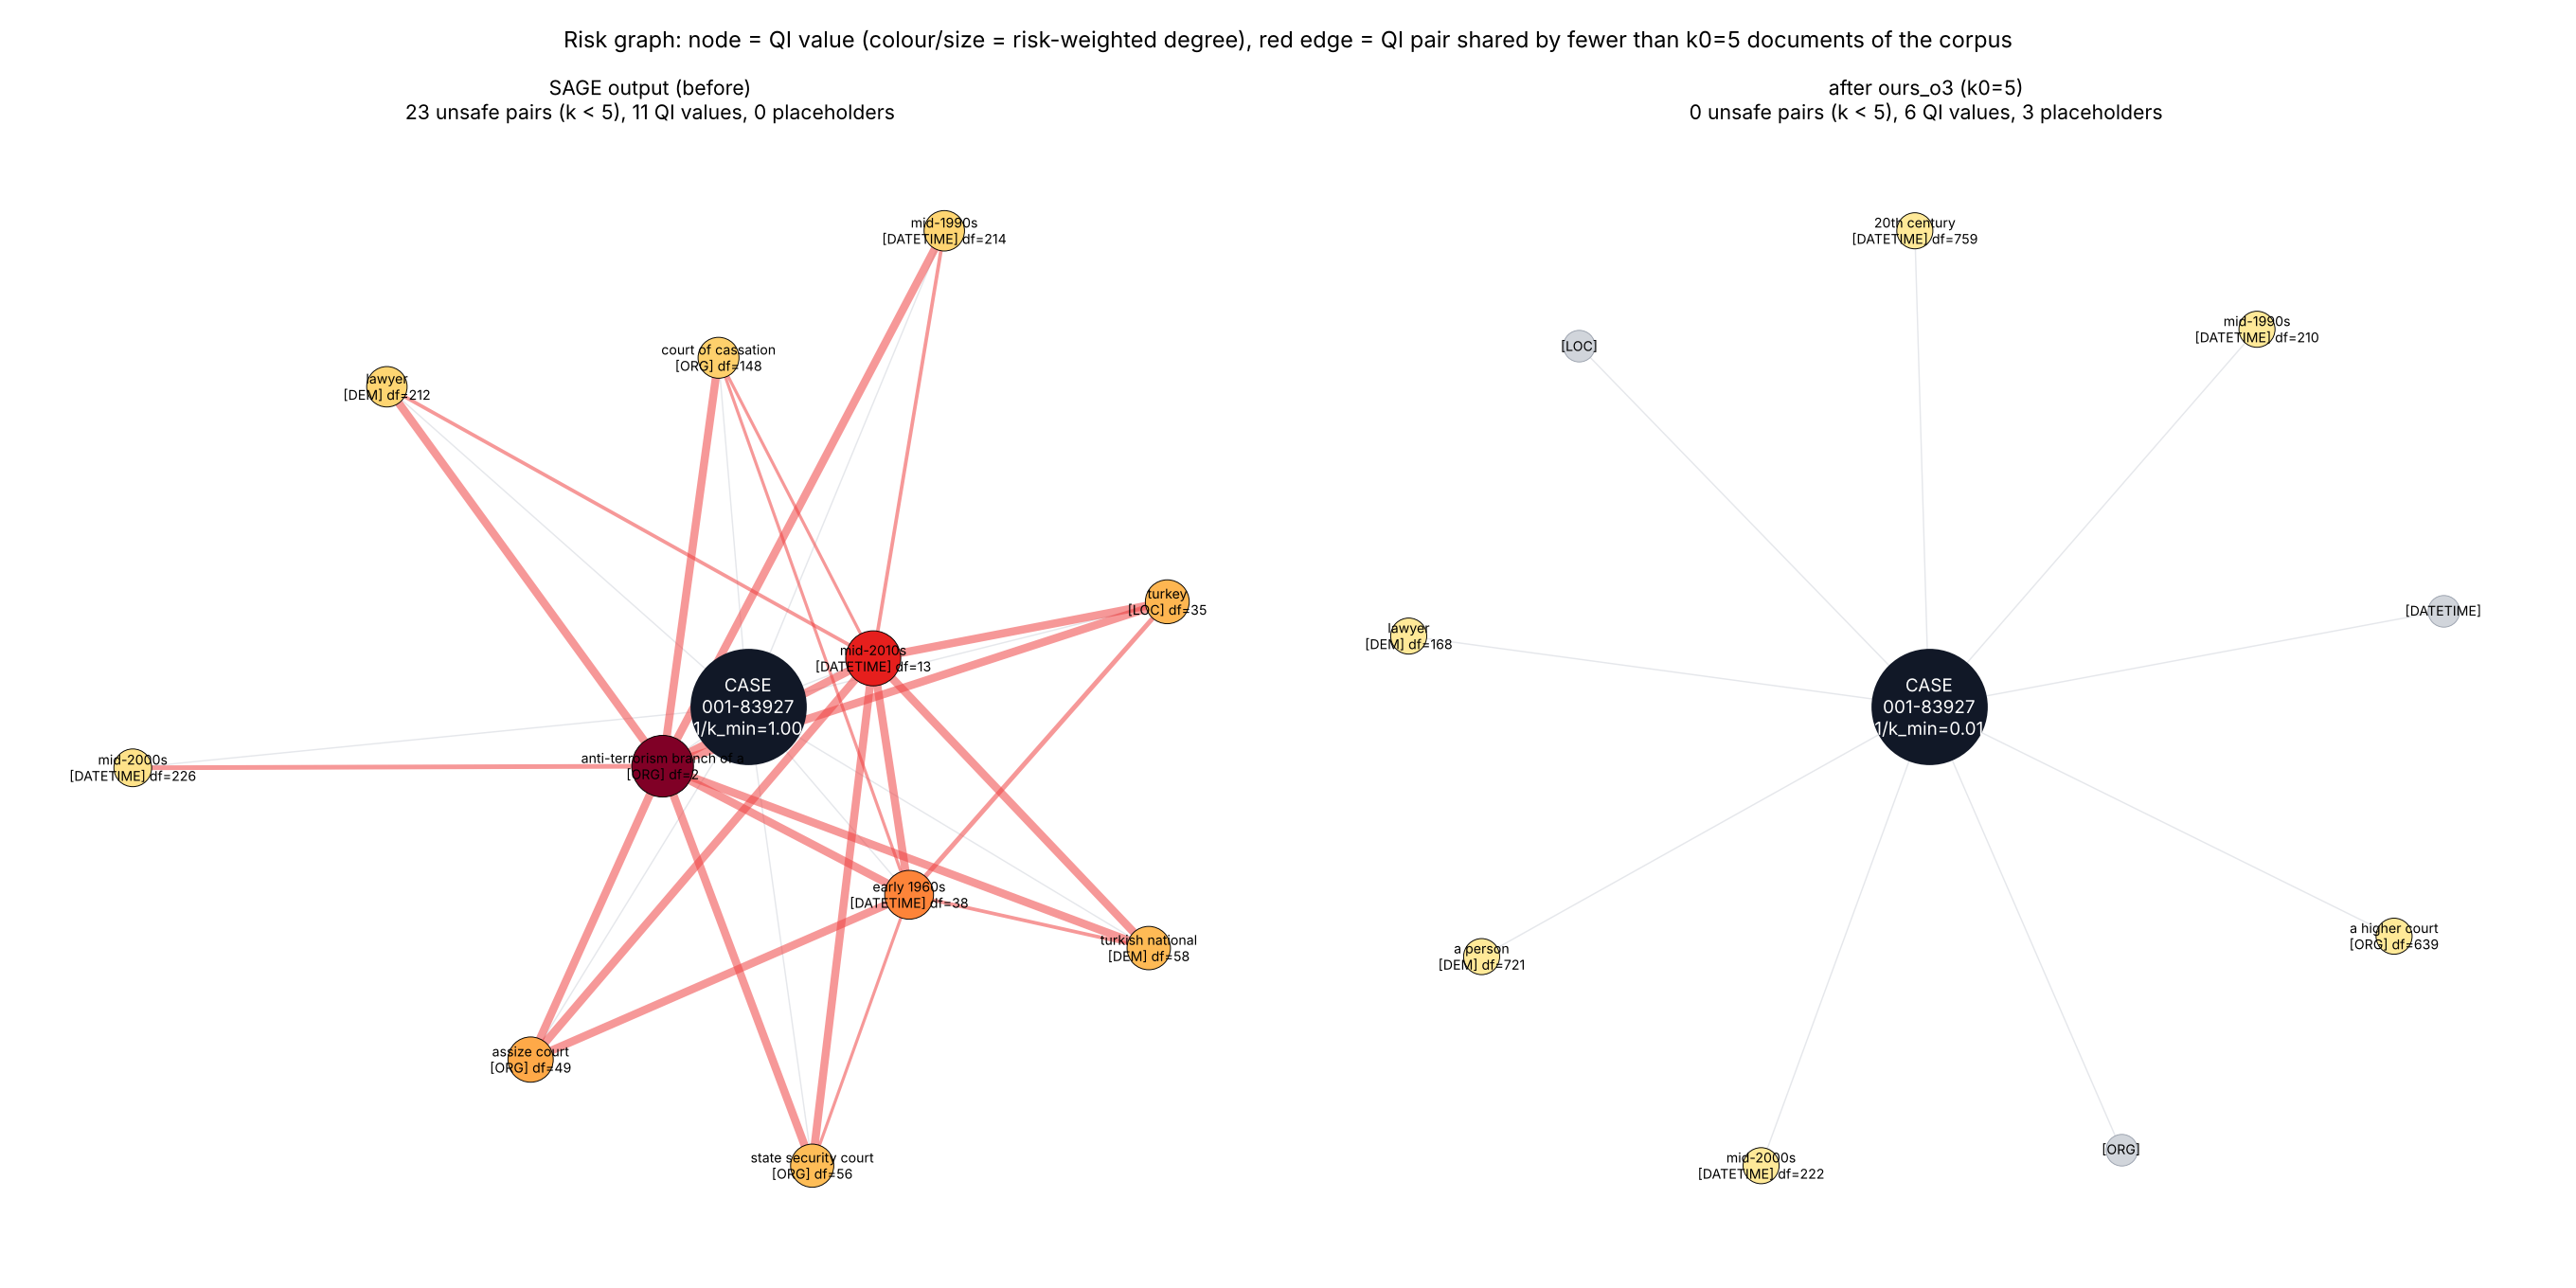 Risk graph: node = QI value (colour/size = risk-weighted degree), red edge = QI pair shared by fewer than k0=5 documents of the corpus
SAGE output (before)
23 unsafe pairs (k < 5), 11 QI values, 0 placeholders
mid-1990s
[DATETIME] df=214
court of cassation
[ORG] df=148
lawyer
[DEM] df=212
turkey
[LOC] df=35
mid-2010s
[DATETIME] df=13
CASE
001-83927
1/k_min=1.00
mid-2000s
[DATETIME] df=226
anti-terrorism branch of a
[ORG] df=2
early 1960s
[DATETIME] df=38
turkish national
[DEM] df=58
assize court
[ORG] df=49
state security court
[ORG] df=56
after ours_o3 (k0=5)
0 unsafe pairs (k < 5), 6 QI values, 3 placeholders
20th century
[DATETIME] df=759
mid-1990s
[DATETIME] df=210
[LOC]
[DATETIME]
lawyer
[DEM] df=168
CASE
001-83927
1/k_min=0.01
a person
[DEM] df=721
a higher court
[ORG] df=639
[ORG]
mid-2000s
[DATETIME] df=222